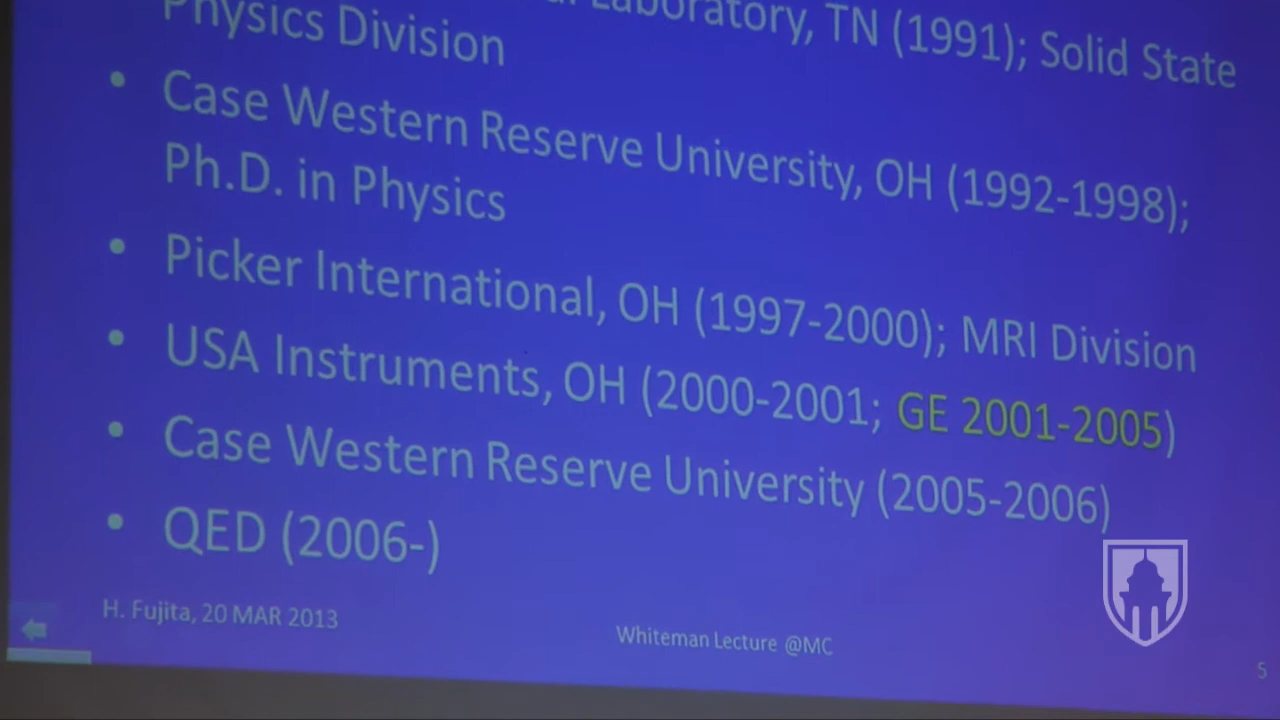 Laboratory, TN (1991); Solid State
Physics Division
• Case Western Reserve University, OH (1992-1998);
Ph.D. in Physics
• Picker International, OH (1997-2000); MRI Division
• USA Instruments, OH (2000-2001; GE 2001-2005)
• Case Western Reserve University (2005-2006)
• QED (2006-)
H. Fujita, 20 MAR 2013
Whiteman Lecture @MC
5